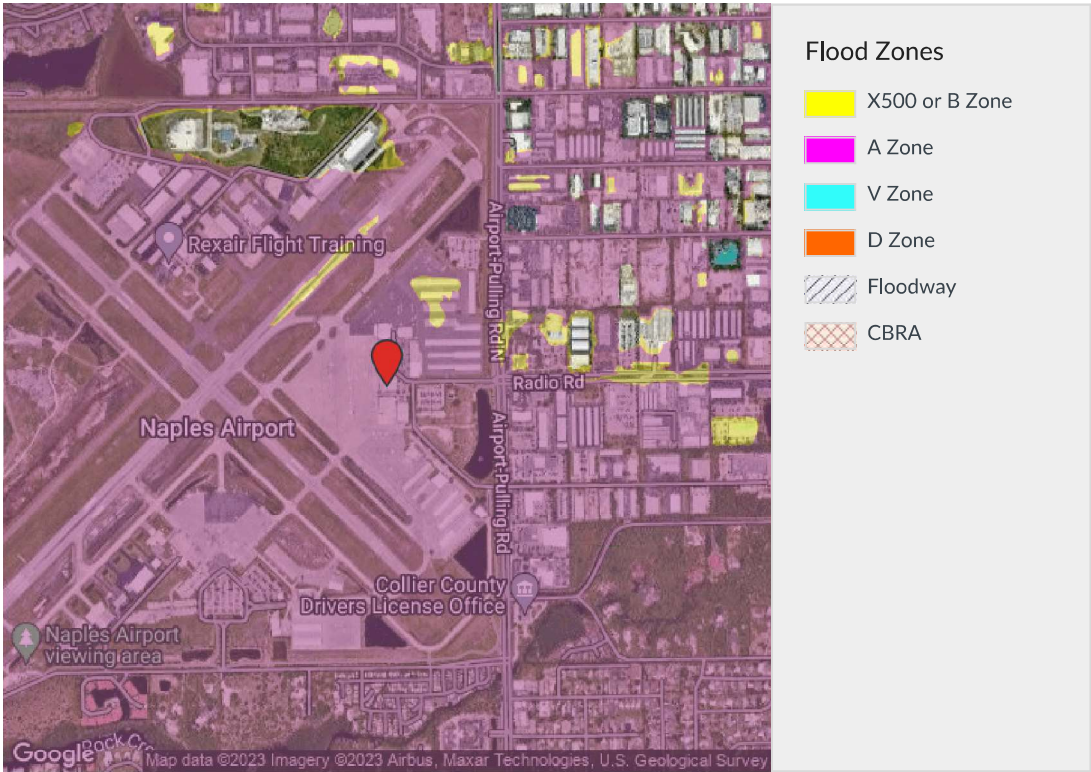 Rexair Flight Training
Airport-Pulling Rd N
Radio Rd
Naples Airport
Airport-Pulling Rd
Collier County
Drivers License Office
Naples Airport
viewing area
Google
Rock Cr
Map data ©2023 Imagery ©2023 Airbus, Maxar Technologies, U.S. Geological Survey
Flood Zones
X500 or B Zone
A Zone
V Zone
D Zone
Floodway
CBRA